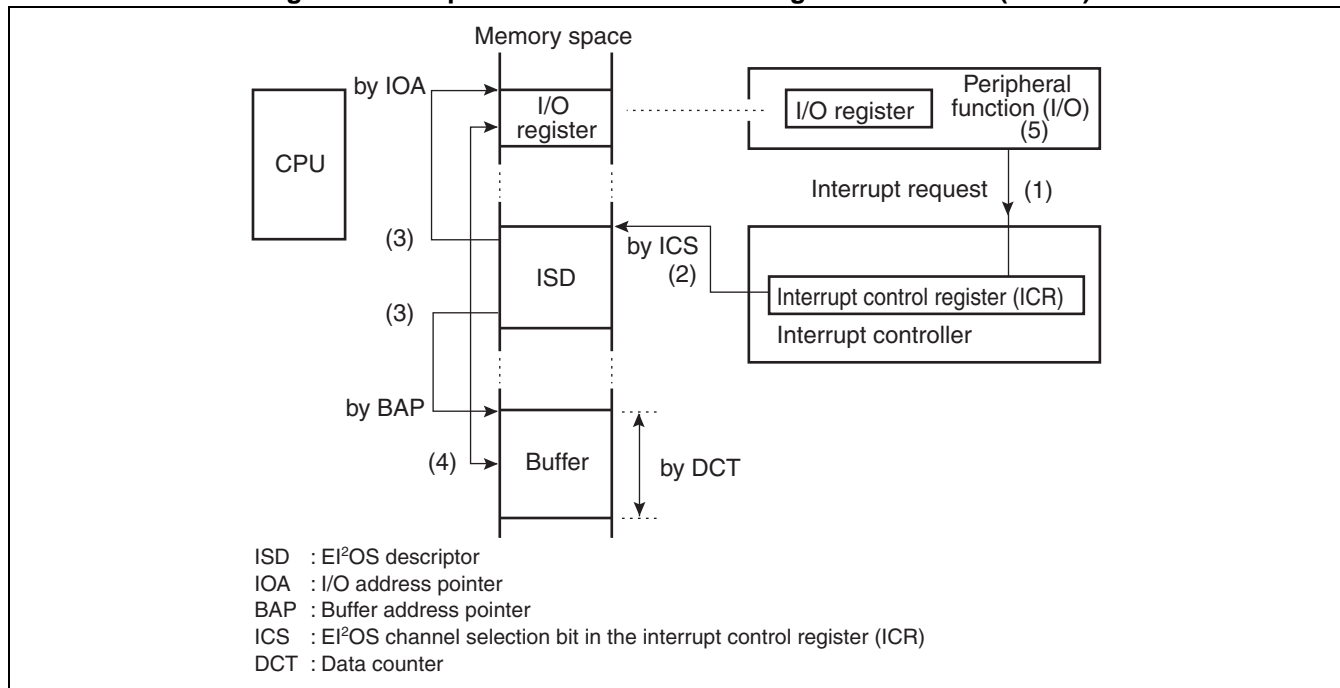 Memory space
by IOA
I/O
register
CPU
I/O register
Peripheral
function (I/O)
(5)
Interrupt request
(1)
(3)
by ICS
(2)
ISD
Interrupt control register (ICR)
Interrupt controller
(3)
by BAP
(4)
Buffer
by DCT
ISD : EI²OS descriptor
IOA : I/O address pointer
BAP : Buffer address pointer
ICS : EI²OS channel selection bit in the interrupt control register (ICR)
DCT : Data counter